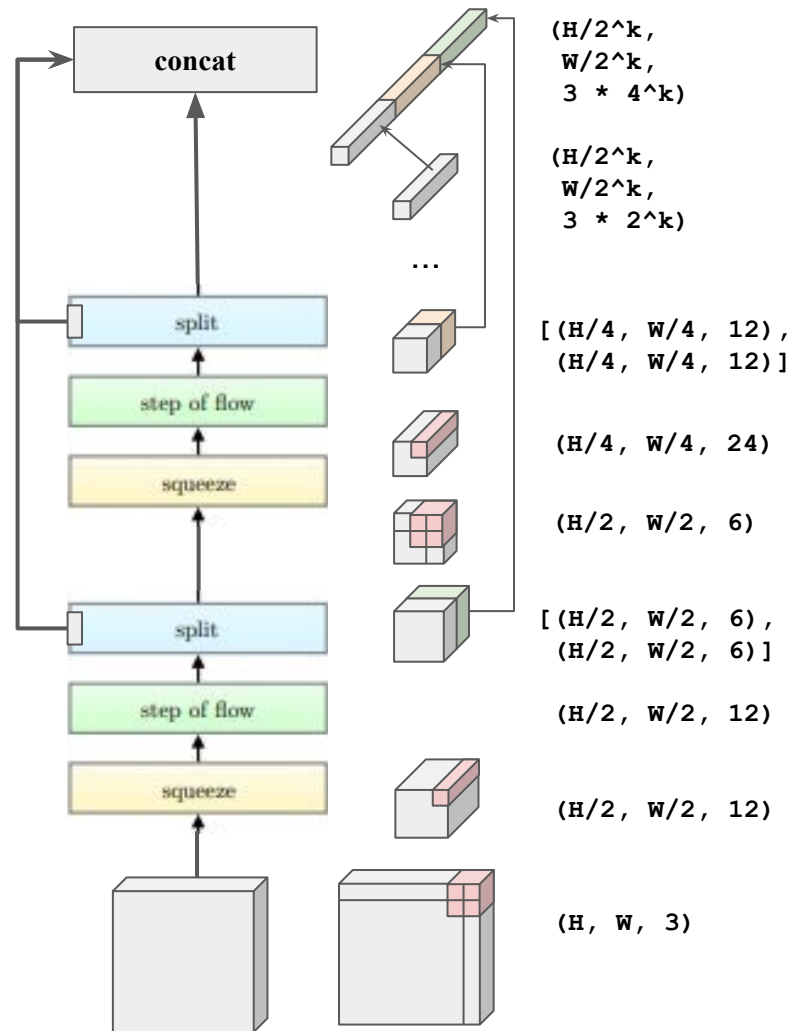 concat
(H/2^k,
W/2^k,
3 * 4^k)
(H/2^k,
W/2^k,
3 * 2^k)
...
split
[(H/4, W/4, 12),
(H/4, W/4, 12)]
step of flow
(H/4, W/4, 24)
squeeze
(H/2, W/2, 6)
split
[(H/2, W/2, 6),
(H/2, W/2, 6)]
step of flow
(H/2, W/2, 12)
squeeze
(H/2, W/2, 12)
(H, W, 3)